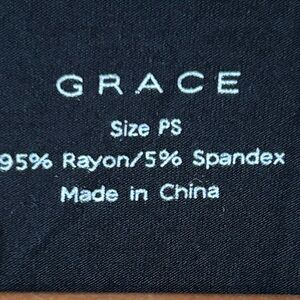 GRACE
Size PS
95% Rayon/5% Spandex
Made in China